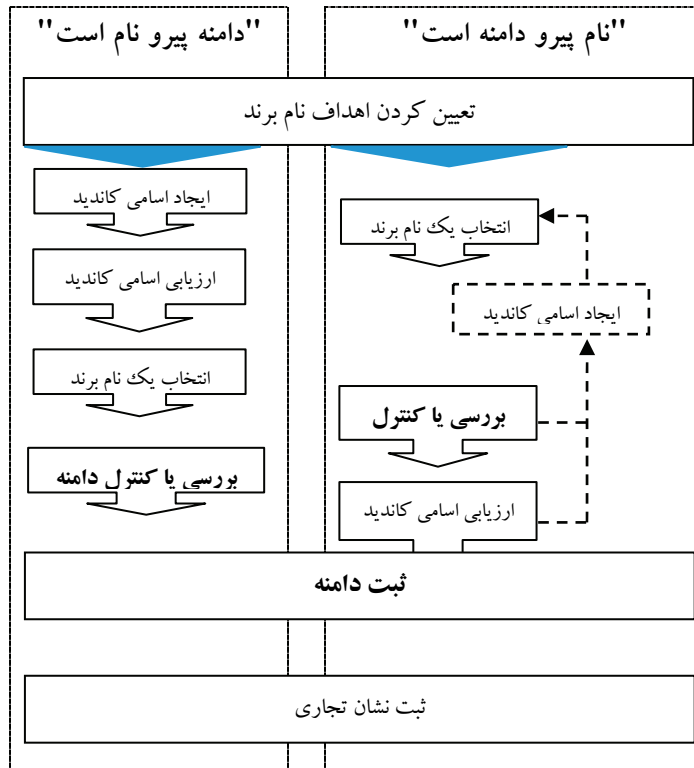 "نام پیرو دامنه است"
"دامنه پیرو نام است"
تعیین کردن اهداف نام برند
انتخاب یک نام برند
ایجاد اسامی کاندید
بررسی یا کنترل
ارزیابی اسامی کاندید
ایجاد اسامی کاندید
ارزیابی اسامی کاندید
انتخاب یک نام برند
بررسی یا کنترل دامنه
ثبت دامنه
ثبت نشان تجاری